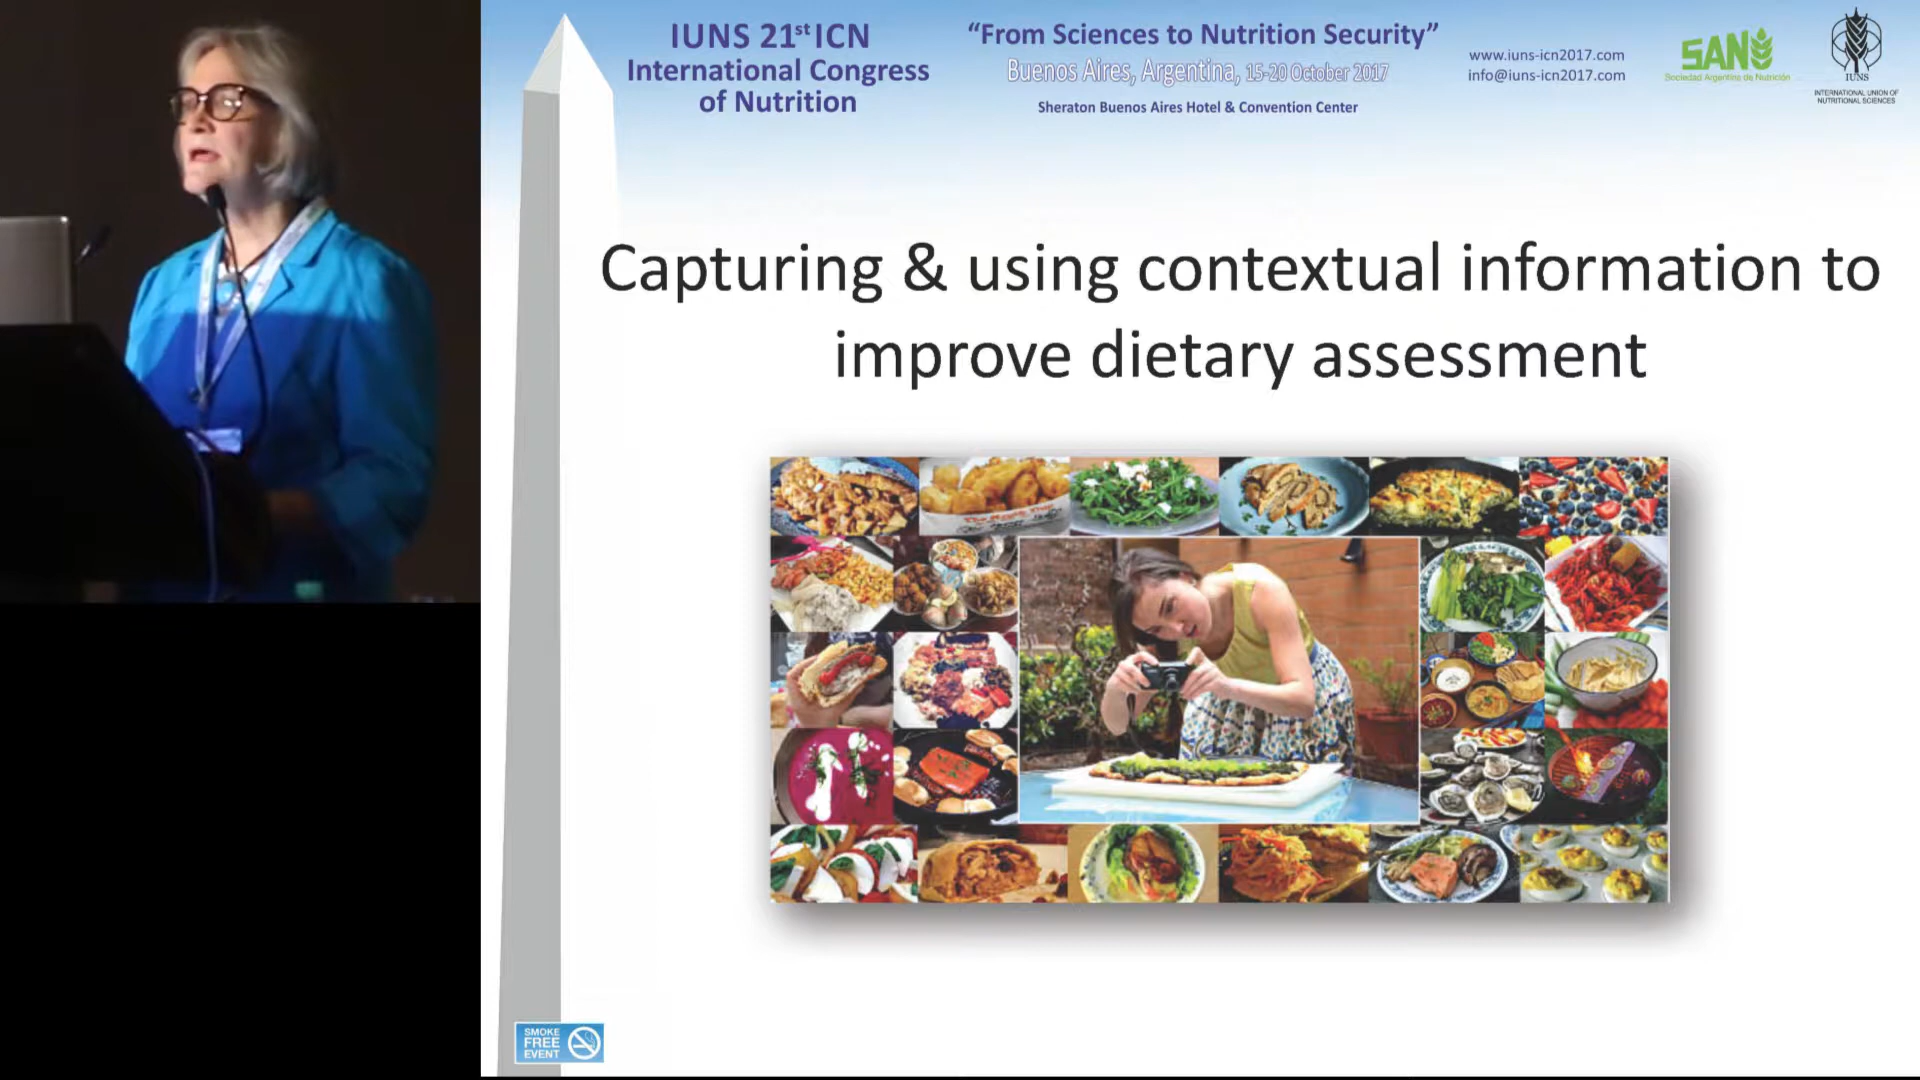 IUNS 21st ICN
International Congress
of Nutrition
“From Sciences to Nutrition Security”
Buenos Aires, Argentina, 15-20 October 2017
Sheraton Buenos Aires Hotel & Convention Center
www.iuns-icn2017.com
info@iuns-icn2017.com
SAN
Sociedad Argentina de Nutrición
IUNS
INTERNATIONAL UNION OF
NUTRITIONAL SCIENCES
Capturing & using contextual information to
improve dietary assessment
SMOKE
FREE
EVENT